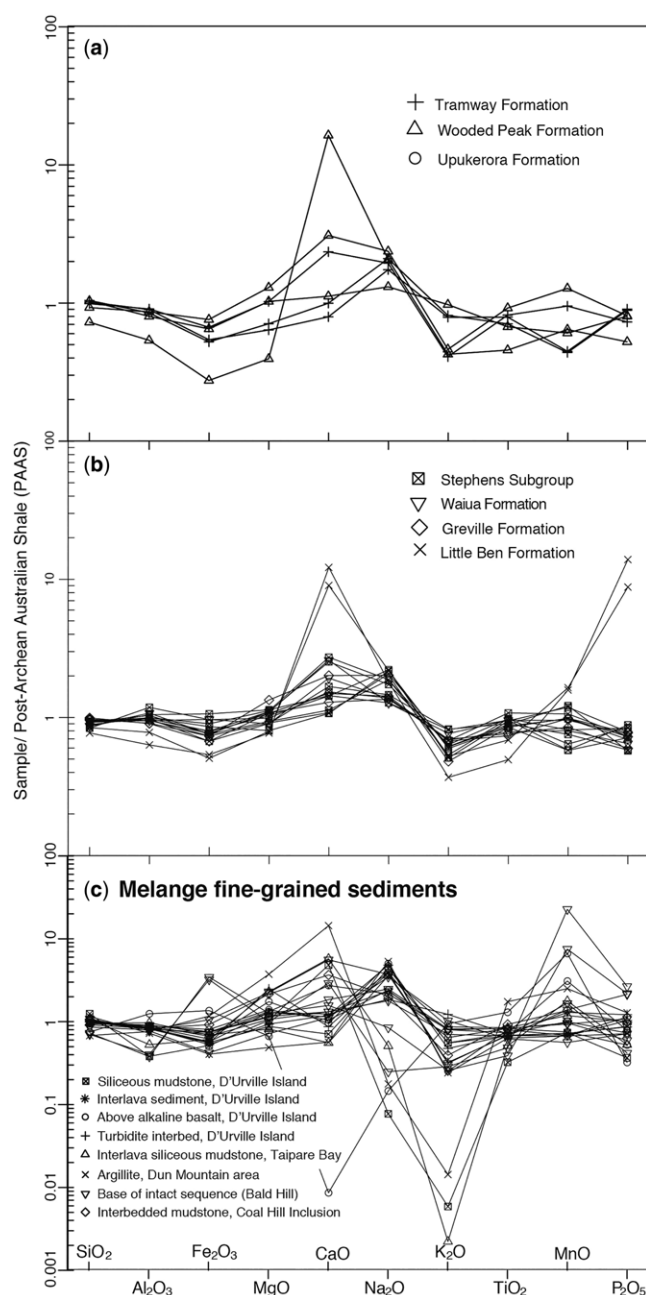 100
(a)
Tramway Formation
Wooded Peak Formation
Upukerora Formation
10
1
100
(b)
Stephens Subgroup
Waiua Formation
Greville Formation
Little Ben Formation
10
1
Sample/ Post-Archean Australian Shale (PAAS)
100
(c) Melange fine-grained sediments
10
1
0.1
0.01
0.001
Siliceous mudstone, D'Urville Island
Interlava sediment, D'Urville Island
Above alkaline basalt, D'Urville Island
Turbidite interbed, D'Urville Island
Interlava siliceous mudstone, Taipare Bay
Argillite, Dun Mountain area
Base of intact sequence (Bald Hill)
Interbedded mudstone, Coal Hill Inclusion
SiO₂ Fe₂O₃ CaO K₂O MnO
Al₂O₃ MgO Na₂O TiO₂ P₂O₅